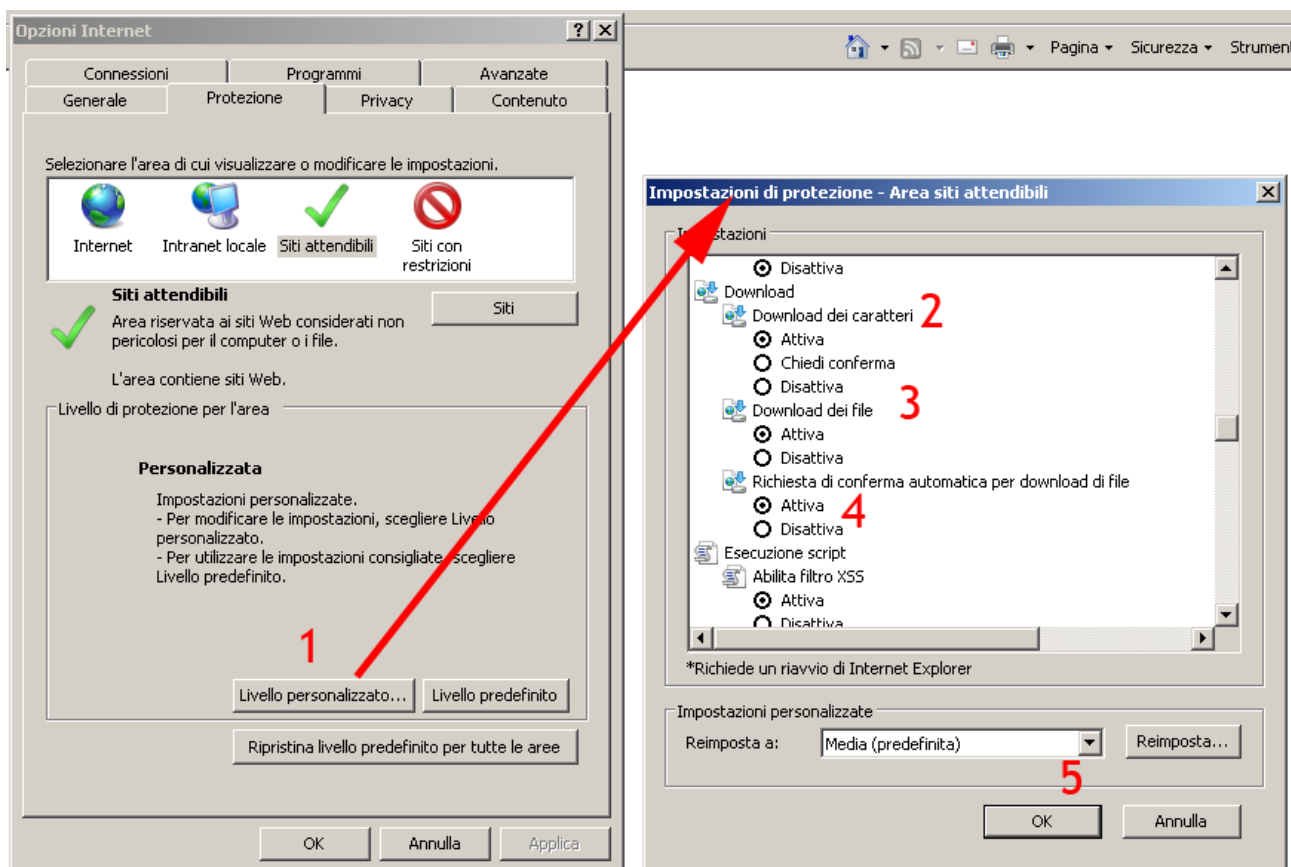 Opzioni Internet
Pagina
Sicurezza
Connessioni
Programmi
Avanzate
Generale
Protezione
Privacy
Contenuto
Selezionare l'area di cui visualizzare o modificare le impostazioni.
Internet
Intranet locale
Siti attendibili
Siti con
restrizioni
Siti attendibili
Area riservata ai siti Web considerati non
pericolosi per il computer o i file.
L'area contiene siti Web.
Siti
Livello di protezione per l'area
Personalizzata
Impostazioni personalizzate.
- Per modificare le impostazioni, scegliere Livello
personalizzato.
- Per utilizzare le impostazioni consigliate, scegliere
Livello predefinito.
1
Livello personalizzato...
Livello predefinito
Ripristina livello predefinito per tutte le aree
OK
Annulla
Applica
Impostazioni di protezione - Area siti attendibili
Impostazioni
Disattiva
Download
Download dei caratteri
2
Attiva
Chiedi conferma
Disattiva
3
Download dei file
Attiva
Disattiva
Richiesta di conferma automatica per download di file
Attiva
4
Disattiva
Esecuzione script
Abilita filtro XSS
Attiva
Disattiva
*Richiede un riavvio di Internet Explorer
Impostazioni personalizzate
Reimposta a:
Media (predefinita)
Reimposta...
5
OK
Annulla